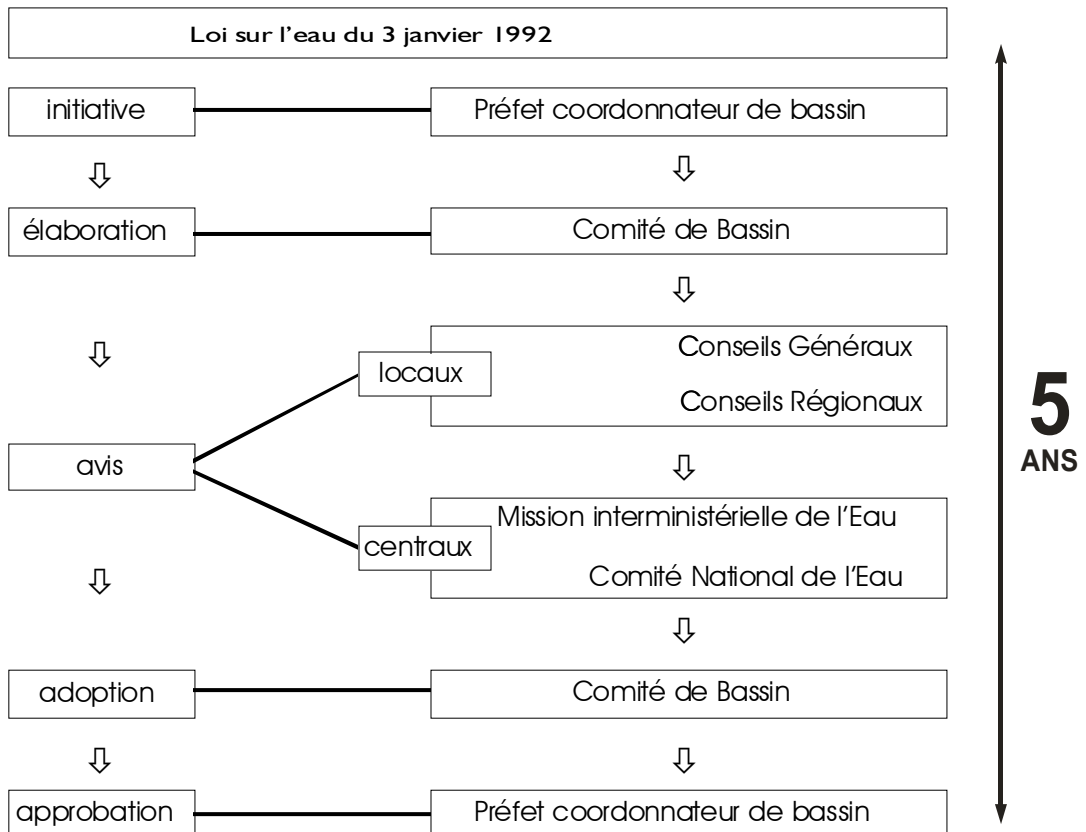 Loi sur l'eau du 3 janvier 1992
initiative
Préfet coordonnateur de bassin
élaboration
Comité de Bassin
locaux
Conseils Généraux
Conseils Régionaux
avis
centraux
Mission interministérielle de l'Eau
Comité National de l'Eau
adoption
Comité de Bassin
approbation
Préfet coordonnateur de bassin
5
ANS